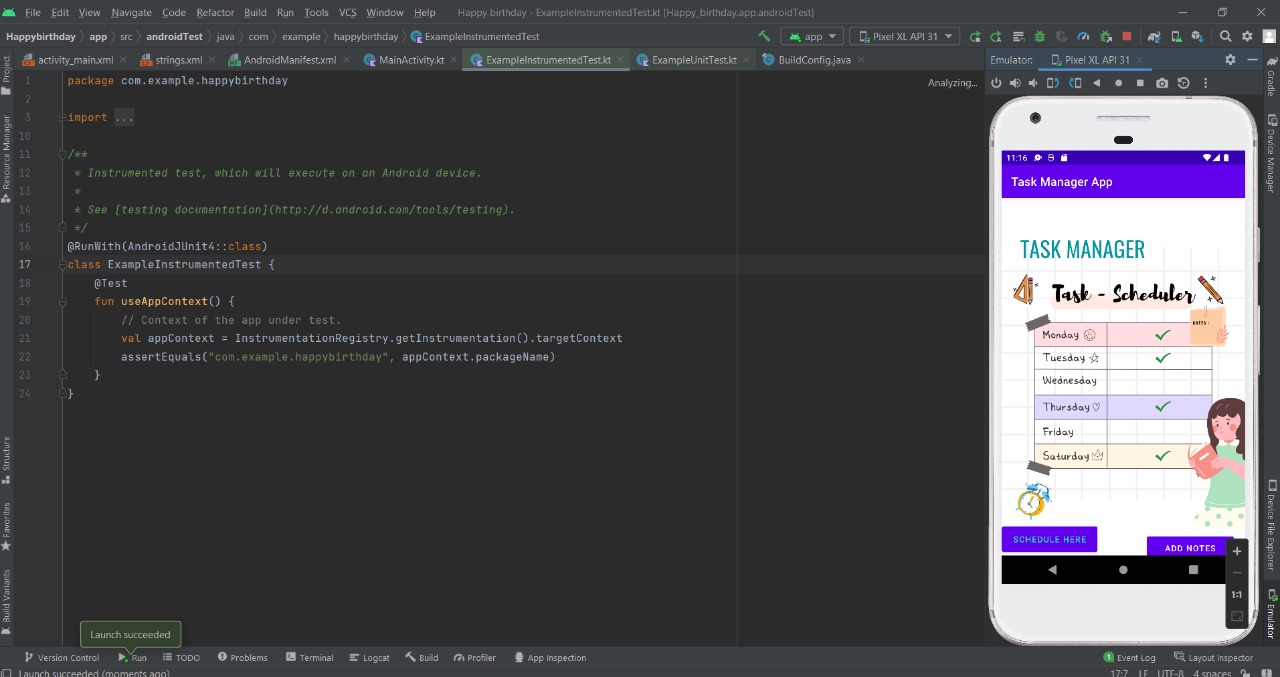 File Edit View Navigate Code Refactor Build Run Tools VCS Window Help Happy birthday - ExampleInstrumentedTest.kt [Happy_birthday.app.androidTest]
Happybirthday app src androidTest java com example happybirthday ExampleInstrumentedTest app Pixel XL API 31
activity_main.xml strings.xml AndroidManifest.xml MainActivity.kt ExampleInstrumentedTest.kt ExampleUnitTest.kt BuildConfig.java Emulator: Pixel XL API 31
Project
Resource Manager
Structure
Favorites
Build Variants
1 package com.example.happybirthday
Analyzing...
2
3 import ...
10
11 /**
12 * Instrumented test, which will execute on an Android device.
13 *
14 * See [testing documentation](http://d.android.com/tools/testing).
15 */
16 @RunWith(AndroidJUnit4::class)
17 class ExampleInstrumentedTest {
18 @Test
19 fun useAppContext() {
20 // Context of the app under test.
21 val appContext = InstrumentationRegistry.getInstrumentation().targetContext
22 assertEquals("com.example.happybirthday", appContext.packageName)
23 }
24 }
11:16
Task Manager App
TASK MANAGER
Task - Scheduler
NOTES:
Monday
Tuesday
Wednesday
Thursday
Friday
Saturday
SCHEDULE HERE
ADD NOTES
1:1
Gradle
Device Manager
Device File Explorer
Emulator
Launch succeeded
Version Control Run TODO Problems Terminal Logcat Build Profiler App Inspection 1 Event Log Layout Inspector
Launch succeeded (moments ago) 17:7 LF UTF-8 4 spaces